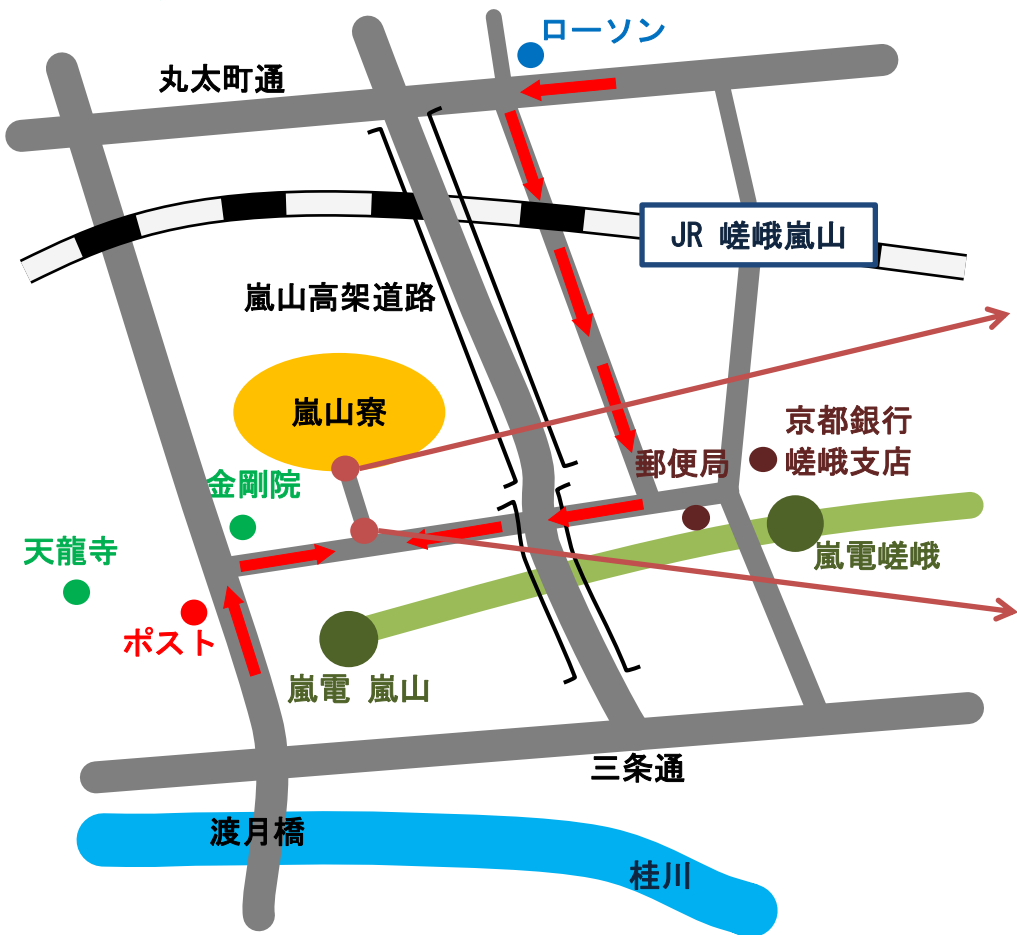 ローソン
丸太町通
JR 嵯峨嵐山
嵐山高架道路
嵐山寮
京都銀行
嵯峨支店
郵便局
金剛院
天龍寺
嵐電嵯峨
ポスト
嵐電 嵐山
三条通
渡月橋
桂川